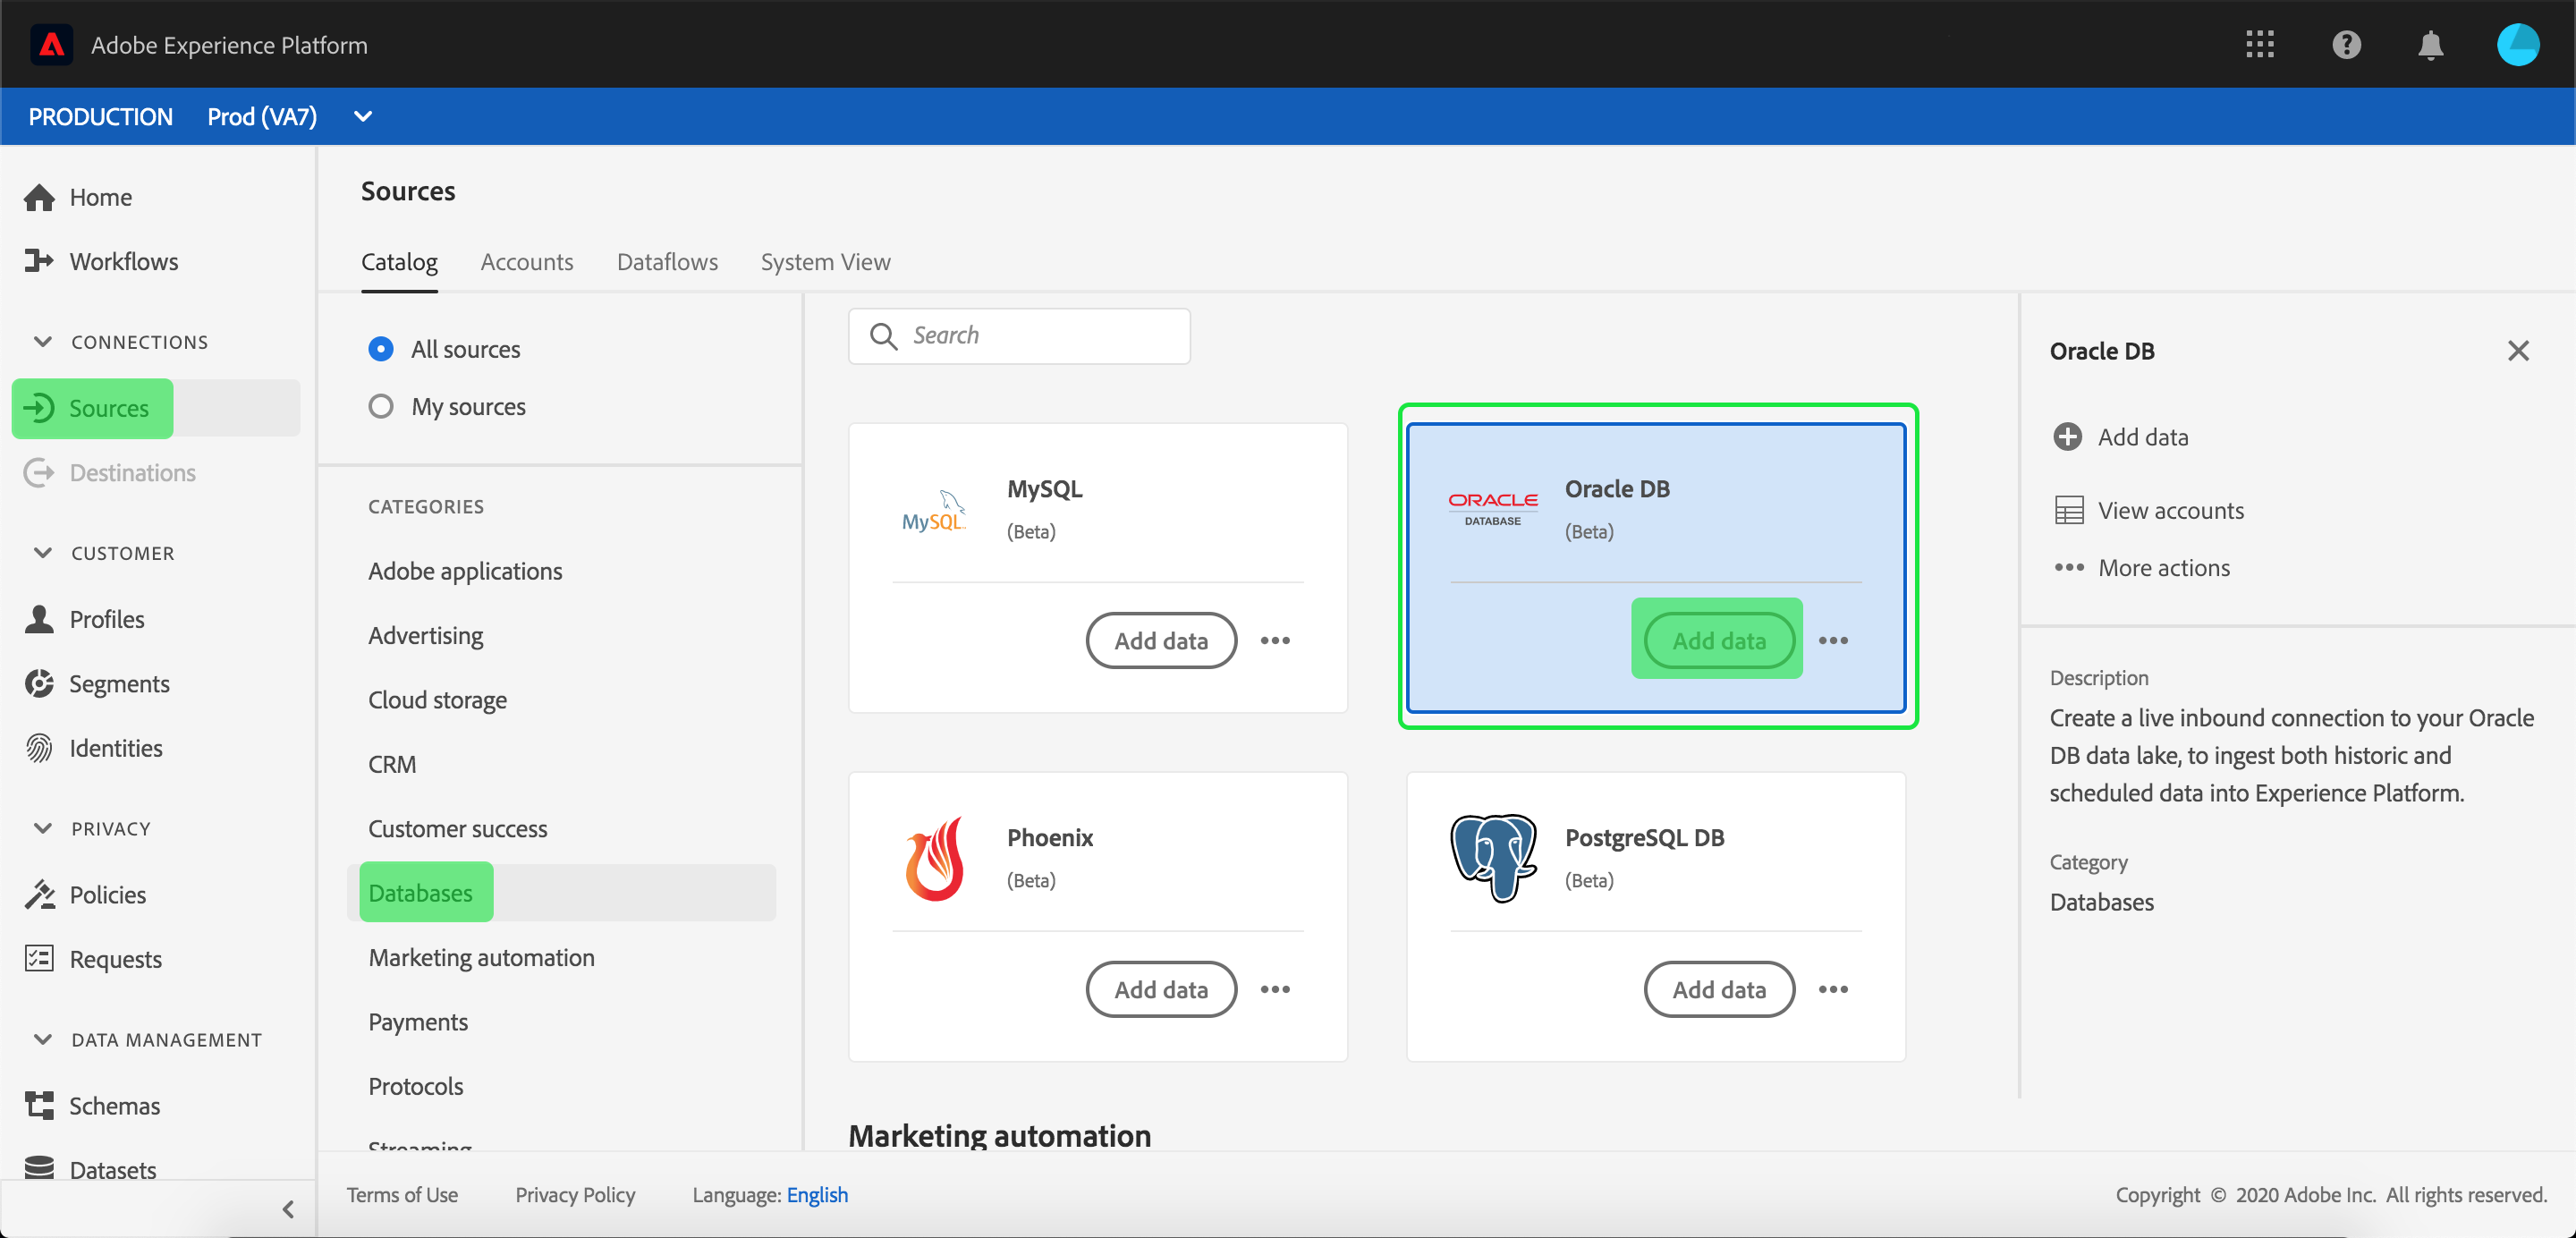 Adobe Experience Platform
PRODUCTION Prod (VA7)
Home
Workflows
CONNECTIONS
Sources
Destinations
CUSTOMER
Profiles
Segments
Identities
PRIVACY
Policies
Requests
DATA MANAGEMENT
Schemas
Datasets
Sources
Catalog Accounts Dataflows System View
All sources
My sources
CATEGORIES
Adobe applications
Advertising
Cloud storage
CRM
Customer success
Databases
Marketing automation
Payments
Protocols
Streaming
Search
MySQL
MySQL
(Beta)
Add data
ORACLE
DATABASE
Oracle DB
(Beta)
Add data
Phoenix
(Beta)
Add data
PostgreSQL DB
(Beta)
Add data
Marketing automation
Oracle DB
Add data
View accounts
More actions
Description
Create a live inbound connection to your Oracle
DB data lake, to ingest both historic and
scheduled data into Experience Platform.
Category
Databases
Terms of Use Privacy Policy Language: English
Copyright © 2020 Adobe Inc. All rights reserved.